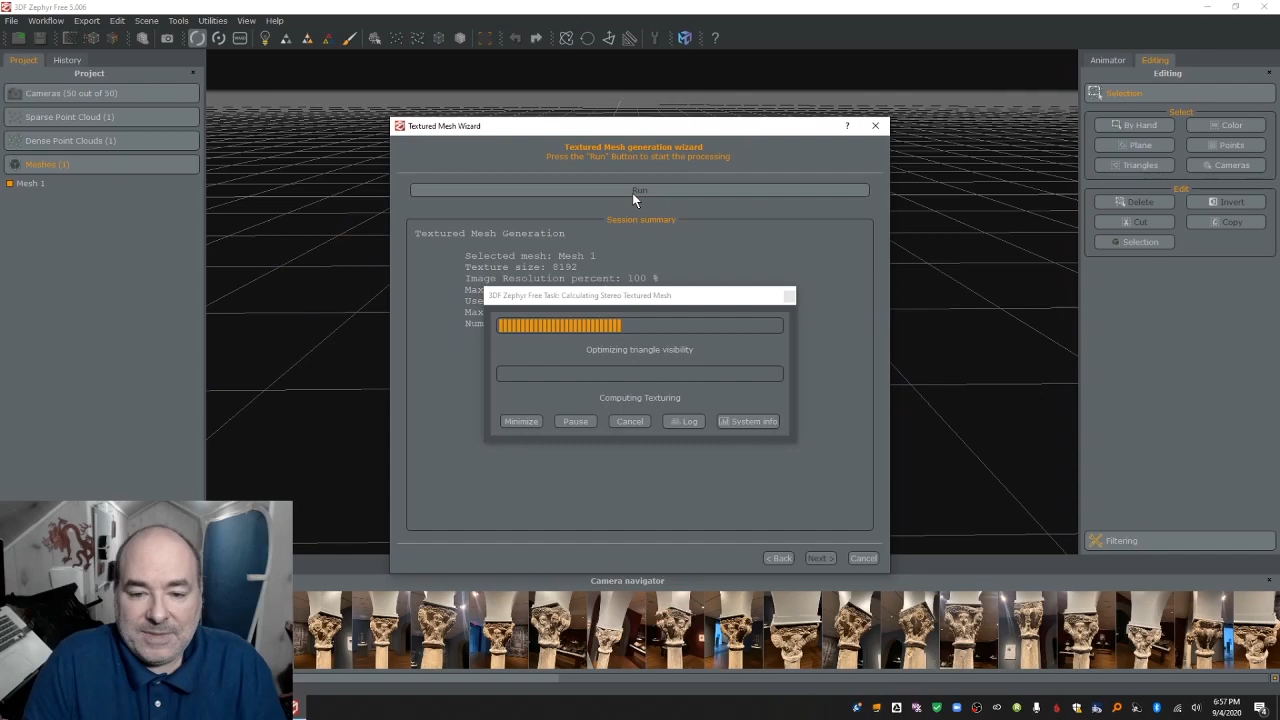 3DF Zephyr Free 5.006
File Workflow Export Edit Scene Tools Utilities View Help
Project History
Project
Cameras (50 out of 50)
Sparse Point Cloud (1)
Dense Point Clouds (1)
Meshes (1)
Mesh 1
Textured Mesh Wizard
Textured Mesh generation wizard
Press the "Run" Button to start the processing
Run
Session summary
Textured Mesh Generation
Selected mesh: Mesh 1
Texture size: 8192
Image Resolution percent: 100 %
Max
Use
Max
Num
3DF Zephyr Free Task: Calculating Stereo Textured Mesh
Optimizing triangle visibility
Computing Texturing
Minimize Pause Cancel Log System info
< Back Next > Cancel
Animator Editing
Editing
Selection
Select
By Hand Color
Plane Points
Triangles Cameras
Edit
Delete Invert
Cut Copy
Selection
Filtering
Camera navigator
6:57 PM
9/4/2020